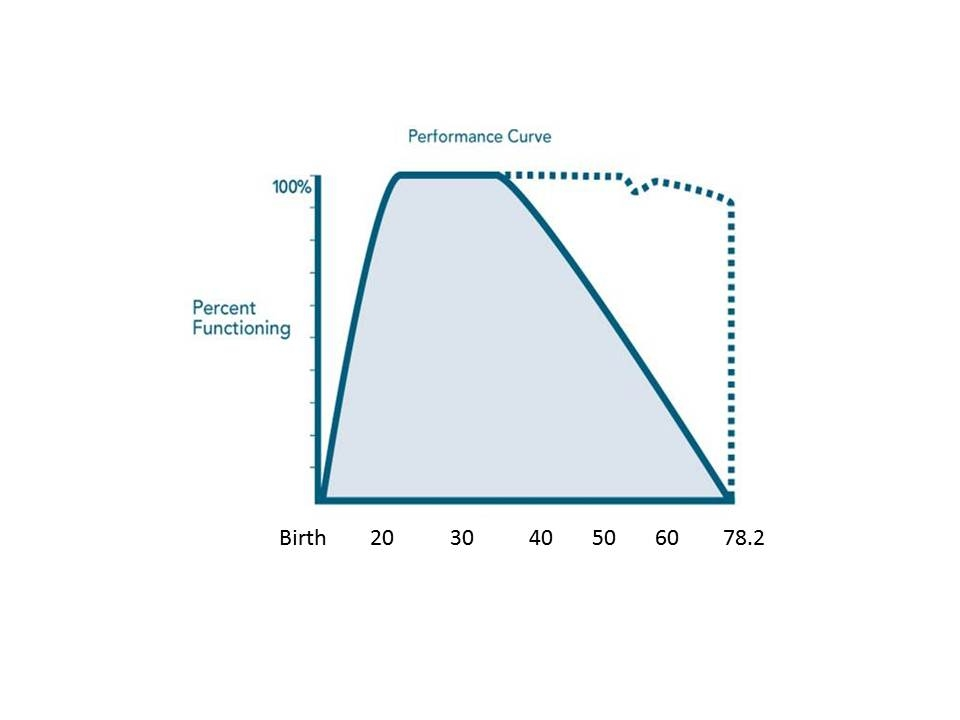 Performance Curve
100%
Percent
Functioning
Birth 20 30 40 50 60 78.2